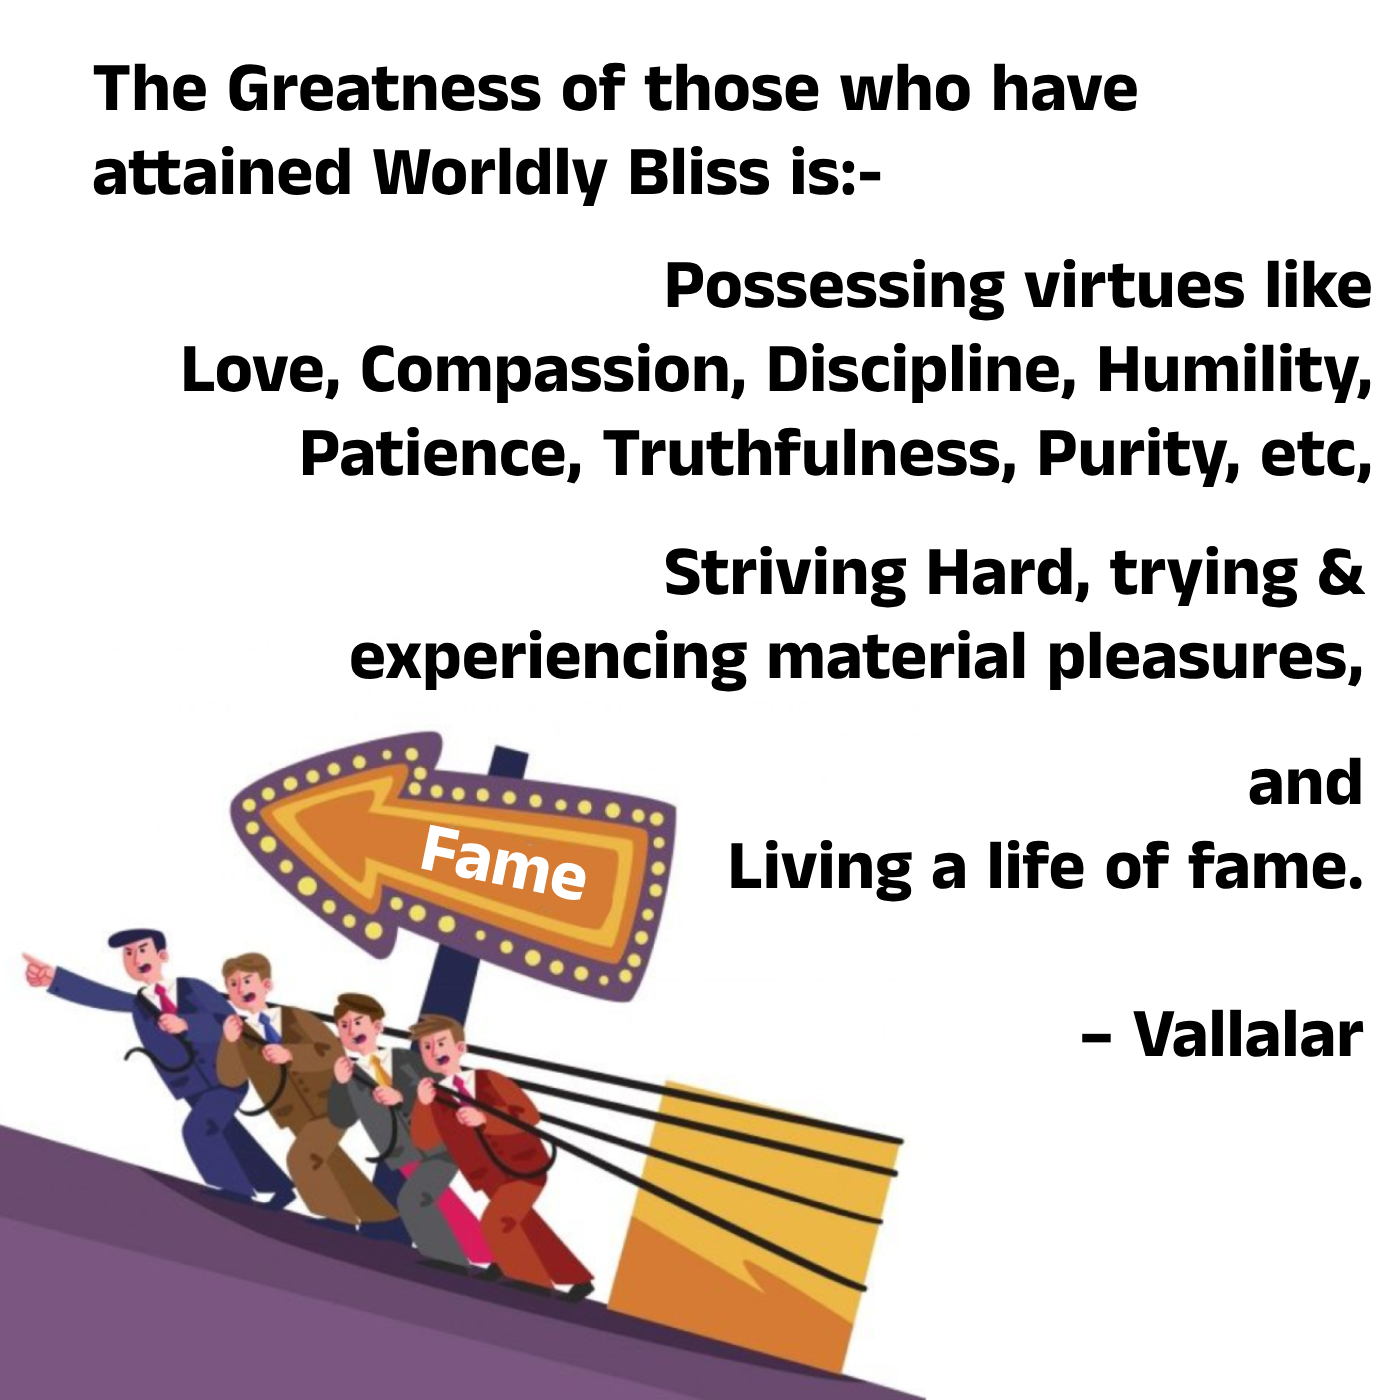 The Greatness of those who have
attained Worldly Bliss is:-
Possessing virtues like
Love, Compassion, Discipline, Humility,
Patience, Truthfulness, Purity, etc,
Striving Hard, trying &
experiencing material pleasures,
and
Living a life of fame.
Fame
– Vallalar